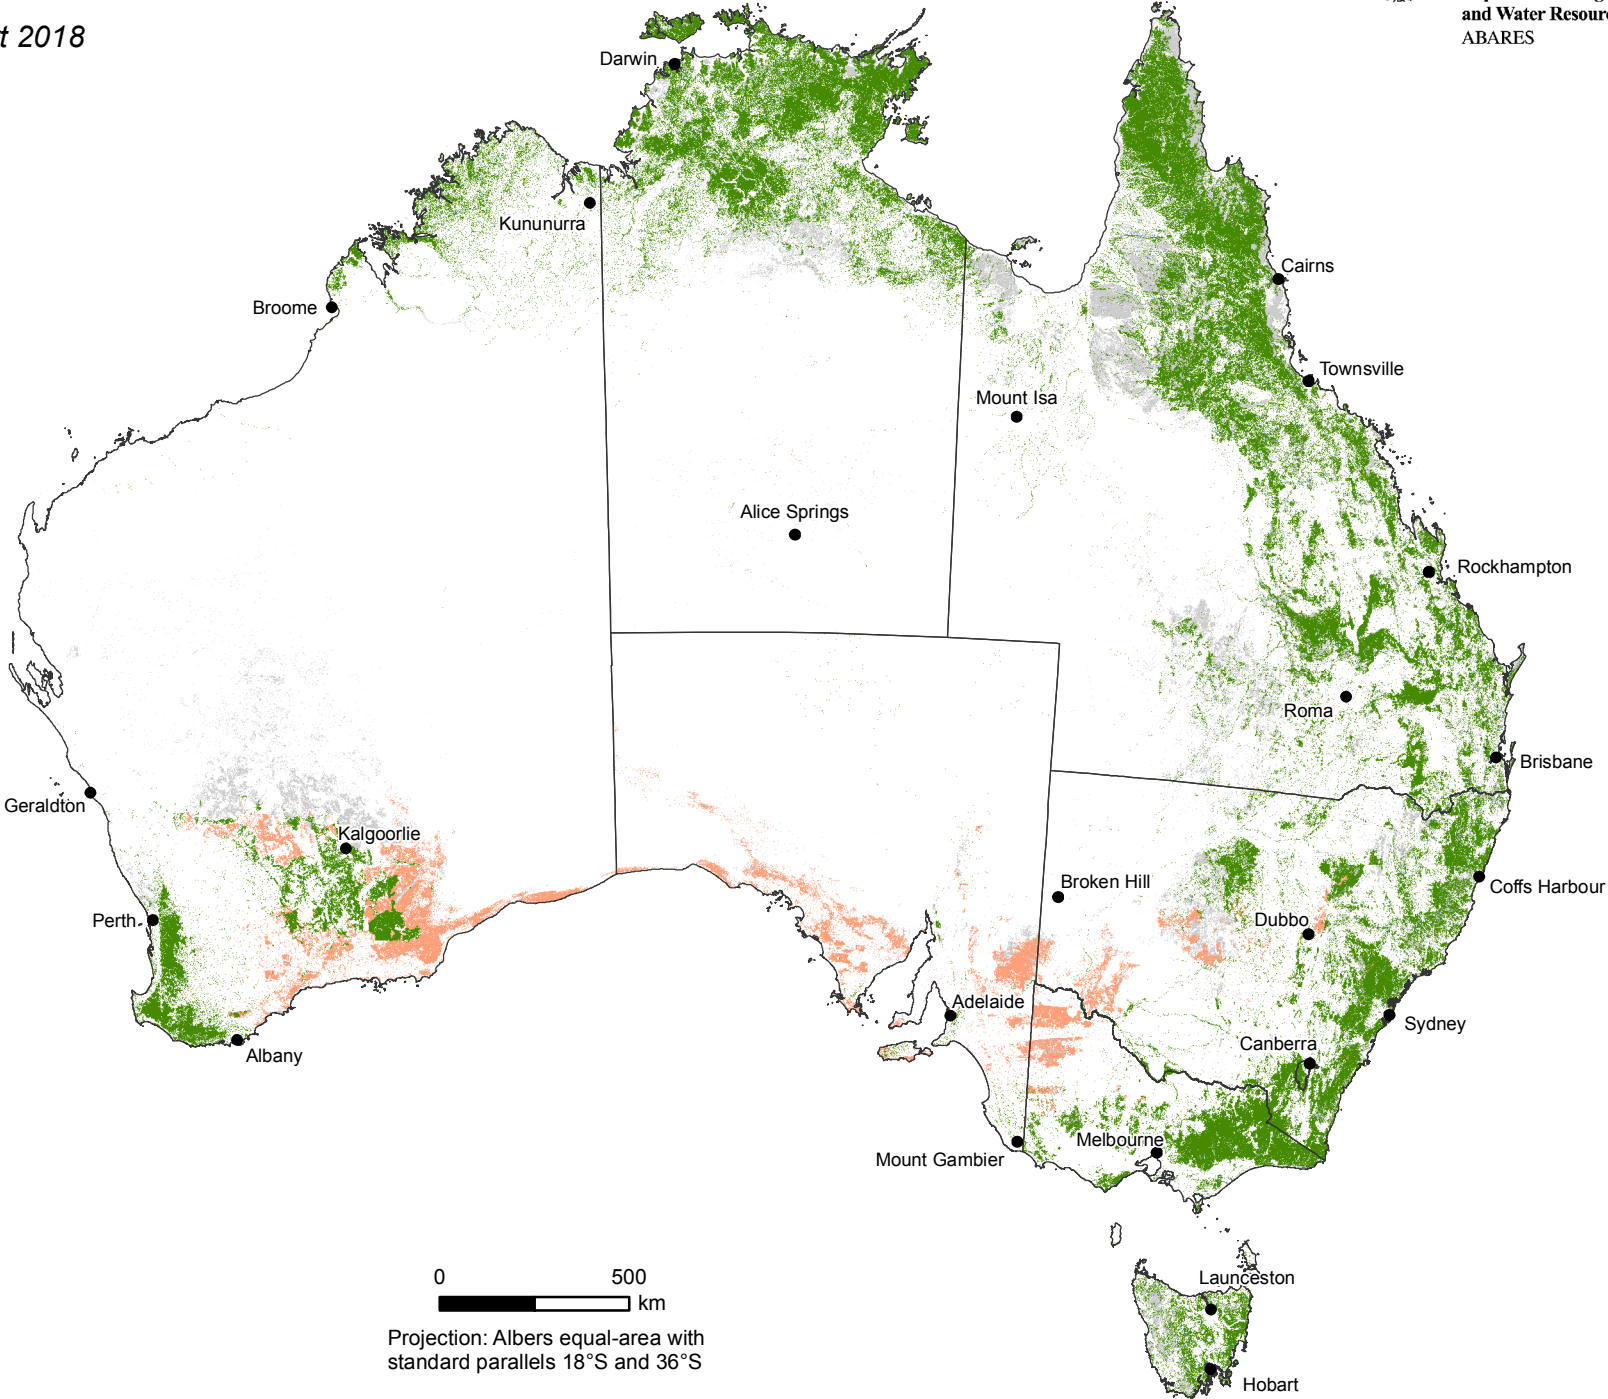 t 2018
and Water Resour
ABARES
Darwin
Kununurra
Cairns
Broome
Townsville
Mount Isa
Alice Springs
Rockhampton
Roma
Brisbane
Geraldton
Kalgoorlie
Broken Hill
Coffs Harbour
Perth
Dubbo
Adelaide
Sydney
Canberra
Albany
Melbourne
Mount Gambier
0 500
km
Launceston
Projection: Albers equal-area with
standard parallels 18°S and 36°S
Hobart